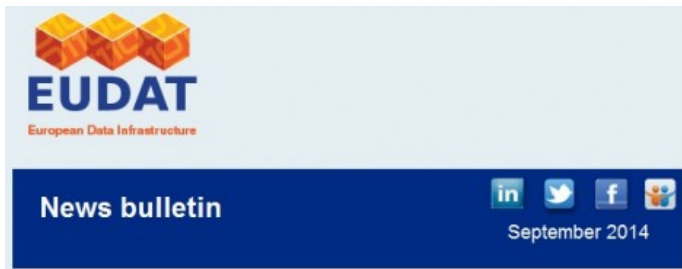 EUDAT
European Data Infrastructure
News bulletin
in
f
September 2014